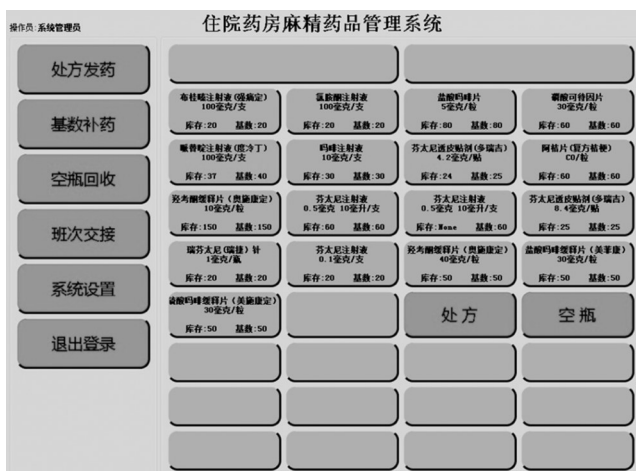 操作员:系统管理员
住院药房麻精药品管理系统
处方发药
基数补药
空瓶回收
班次交接
系统设置
退出登录
布桂嗪注射液(强痛定)
100毫克/支
库存:20 基数:20
氯胺酮注射液
100毫克/支
库存:20 基数:20
盐酸吗啡片
5毫克/粒
库存:80 基数:80
磷酸可待因片
30毫克/粒
库存:60 基数:60
哌替啶注射液(度冷丁)
100毫克/支
库存:37 基数:40
吗啡注射液
10毫克/支
库存:30 基数:30
芬太尼透皮贴剂(多瑞吉)
4.2毫克/贴
库存:24 基数:25
阿桔片(复方桔梗)
C0/粒
库存:60 基数:60
羟考酮缓释片(奥施康定)
10毫克/粒
库存:150 基数:150
芬太尼注射液
0.5毫克 10毫升/支
库存:60 基数:60
芬太尼注射液
0.5毫克 10毫升/支
库存:None 基数:60
芬太尼透皮贴剂(多瑞吉)
8.4毫克/贴
库存:25 基数:25
瑞芬太尼(瑞捷)针
1毫克/瓶
库存:20 基数:20
芬太尼注射液
0.1毫克/支
库存:20 基数:20
羟考酮缓释片(奥施康定)
40毫克/粒
库存:50 基数:50
盐酸吗啡缓释片(美菲康)
30毫克/粒
库存:50 基数:50
硫酸吗啡缓释片(美施康定)
30毫克/粒
库存:50 基数:50
处方
空瓶